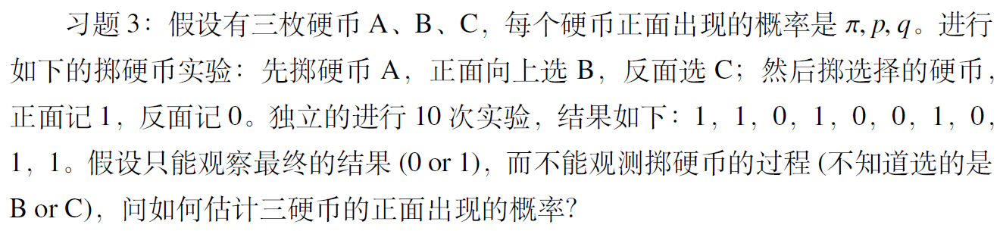 习题 3：假设有三枚硬币 A、B、C，每个硬币正面出现的概率是 π, p, q。进行
如下的掷硬币实验：先掷硬币 A，正面向上选 B，反面选 C；然后掷选择的硬币，
正面记 1，反面记 0。独立的进行 10 次实验，结果如下：1，1，0，1，0，0，1，0，
1，1。假设只能观察最终的结果 (0 or 1)，而不能观测掷硬币的过程 (不知道选的是
B or C)，问如何估计三硬币的正面出现的概率？